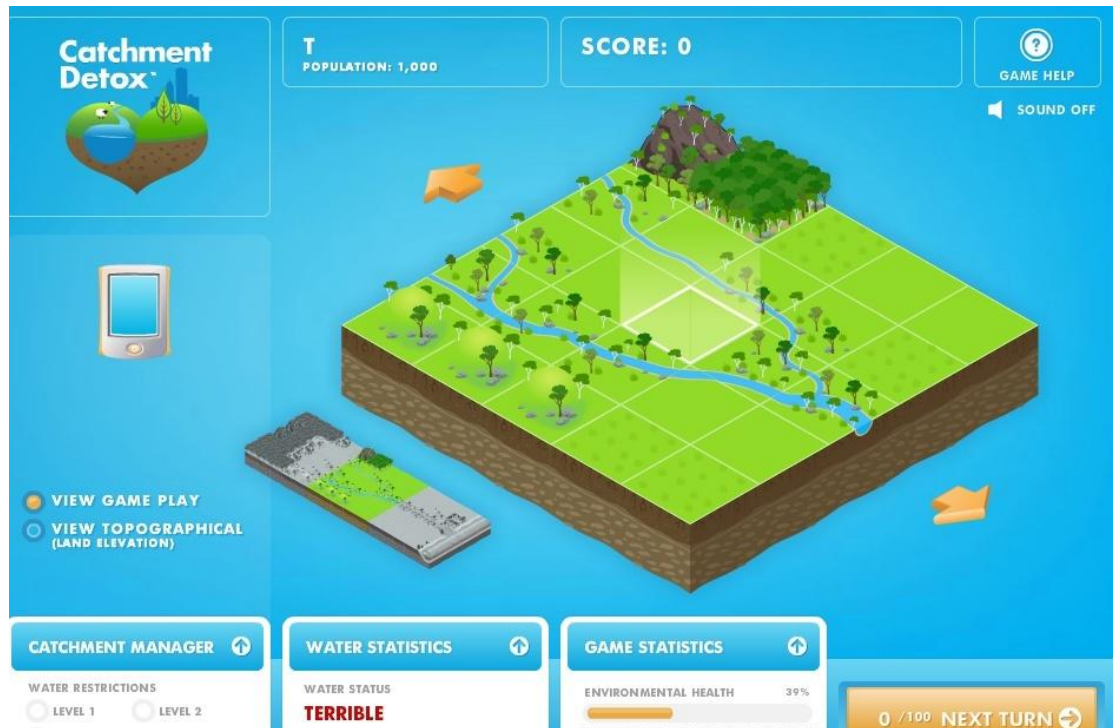 Catchment
Detox™
T
POPULATION: 1,000
SCORE: 0
?
GAME HELP
SOUND OFF
VIEW GAME PLAY
VIEW TOPOGRAPHICAL
(LAND ELEVATION)
CATCHMENT MANAGER
WATER RESTRICTIONS
LEVEL 1 LEVEL 2
WATER STATISTICS
WATER STATUS
TERRIBLE
GAME STATISTICS
ENVIRONMENTAL HEALTH 39%
0 /100 NEXT TURN